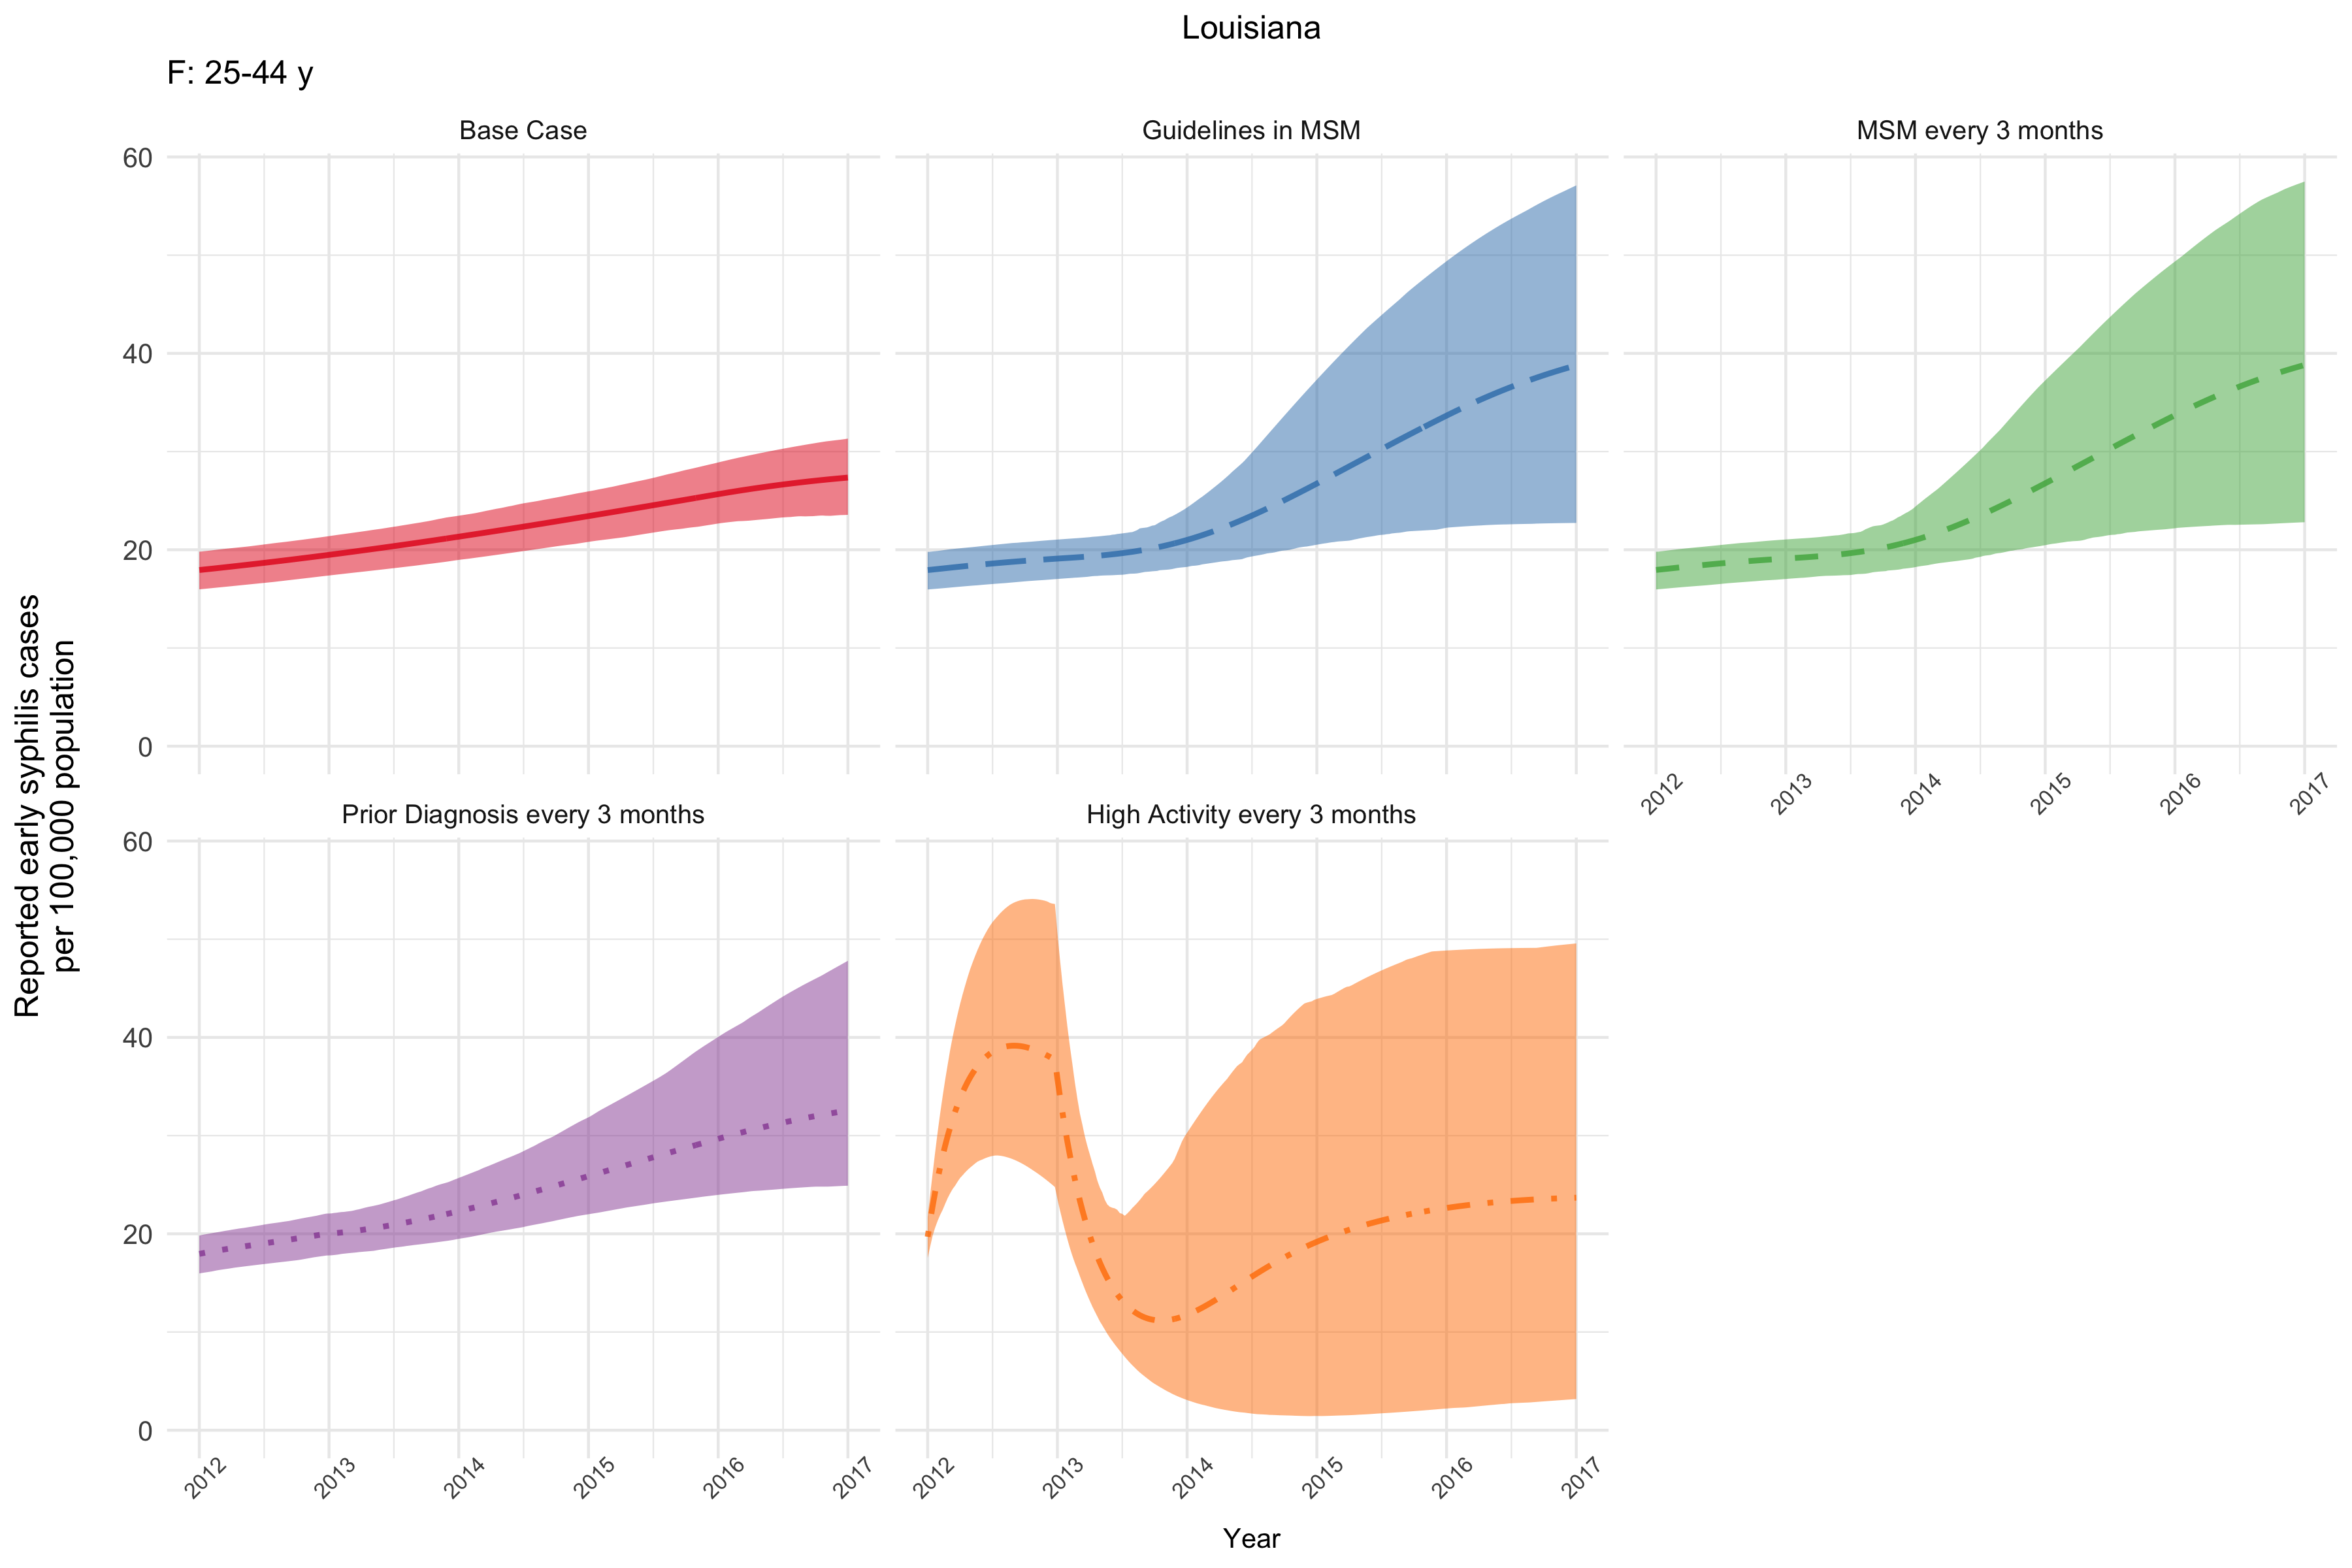 Louisiana
F: 25-44 y
Base Case
Guidelines in MSM
MSM every 3 months
60
40
20
0
2012
2013
2014
2015
2016
2017
Reported early syphilis cases
per 100,000 population
Prior Diagnosis every 3 months
High Activity every 3 months
60
40
20
0
2012
2013
2014
2015
2016
2017
2012
2013
2014
2015
2016
2017
Year